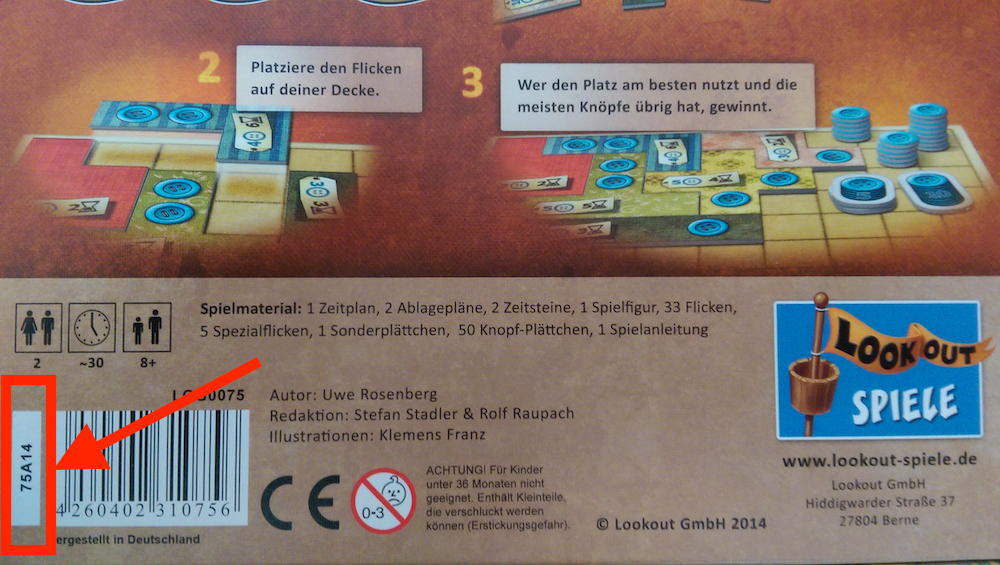 2
Platziere den Flicken
auf deiner Decke.
3
Wer den Platz am besten nutzt und die
meisten Knöpfe übrig hat, gewinnt.
Spielmaterial: 1 Zeitplan, 2 Ablagepläne, 2 Zeitsteine, 1 Spielfigur, 33 Flicken,
5 Spezialflicken, 1 Sonderplättchen, 50 Knopf-Plättchen, 1 Spielanleitung
2 ~30 8+
0075
75A14
4 260402 310756
ergestellt in Deutschland
Autor: Uwe Rosenberg
Redaktion: Stefan Stadler & Rolf Raupach
Illustrationen: Klemens Franz
CE
0-3
ACHTUNG! Für Kinder
unter 36 Monaten nicht
geeignet. Enthält Kleinteile,
die verschluckt werden
können (Erstickungsgefahr).
© Lookout GmbH 2014
LOOKOUT
SPIELE
www.lookout-spiele.de
Lookout GmbH
Hiddigwarder Straße 37
27804 Berne